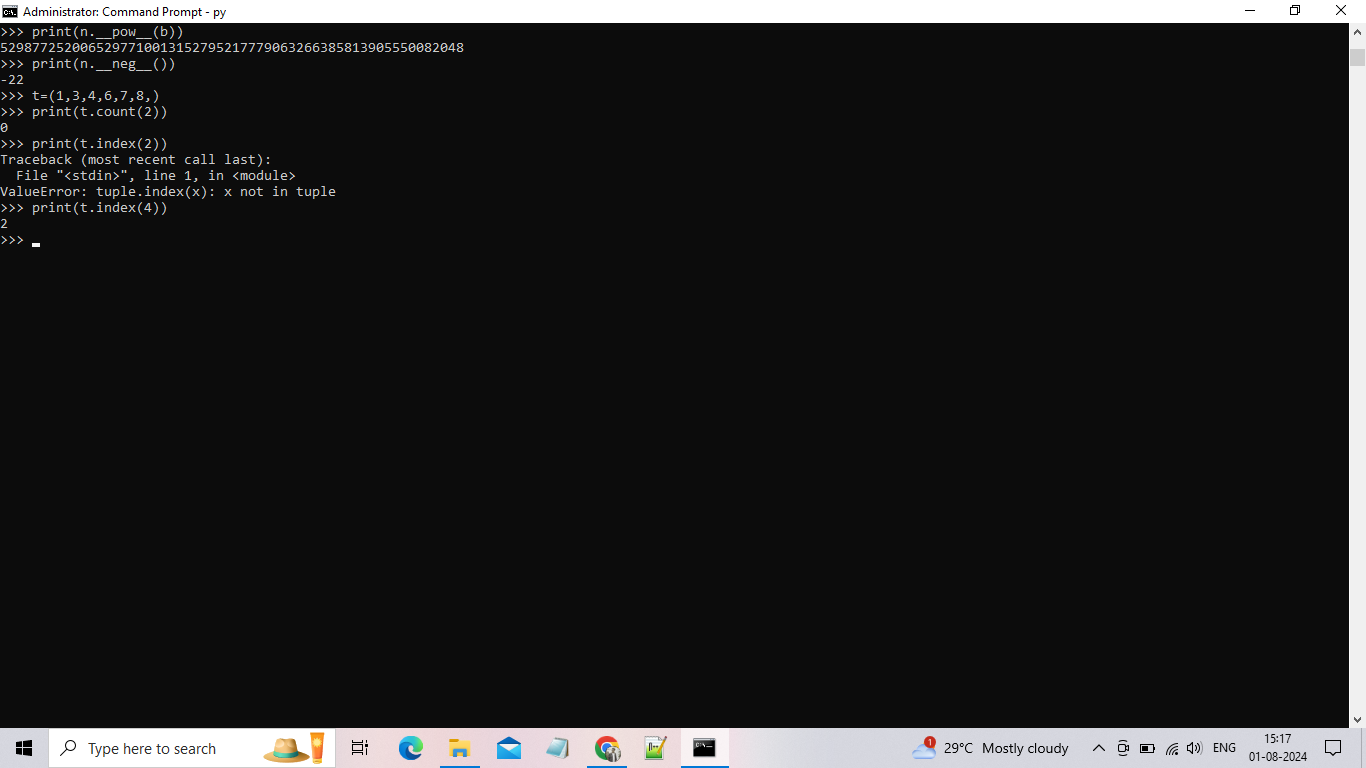 Administrator: Command Prompt - py
>>> print(n.__pow__(b))
5298772520065297710013152795217779063266385813905550082048
>>> print(n.__neg__())
-22
>>> t=(1,3,4,6,7,8,)
>>> print(t.count(2))
0
>>> print(t.index(2))
Traceback (most recent call last):
  File "<stdin>", line 1, in <module>
ValueError: tuple.index(x): x not in tuple
>>> print(t.index(4))
2
>>>
Type here to search
1
29°C Mostly cloudy
ENG
15:17
01-08-2024